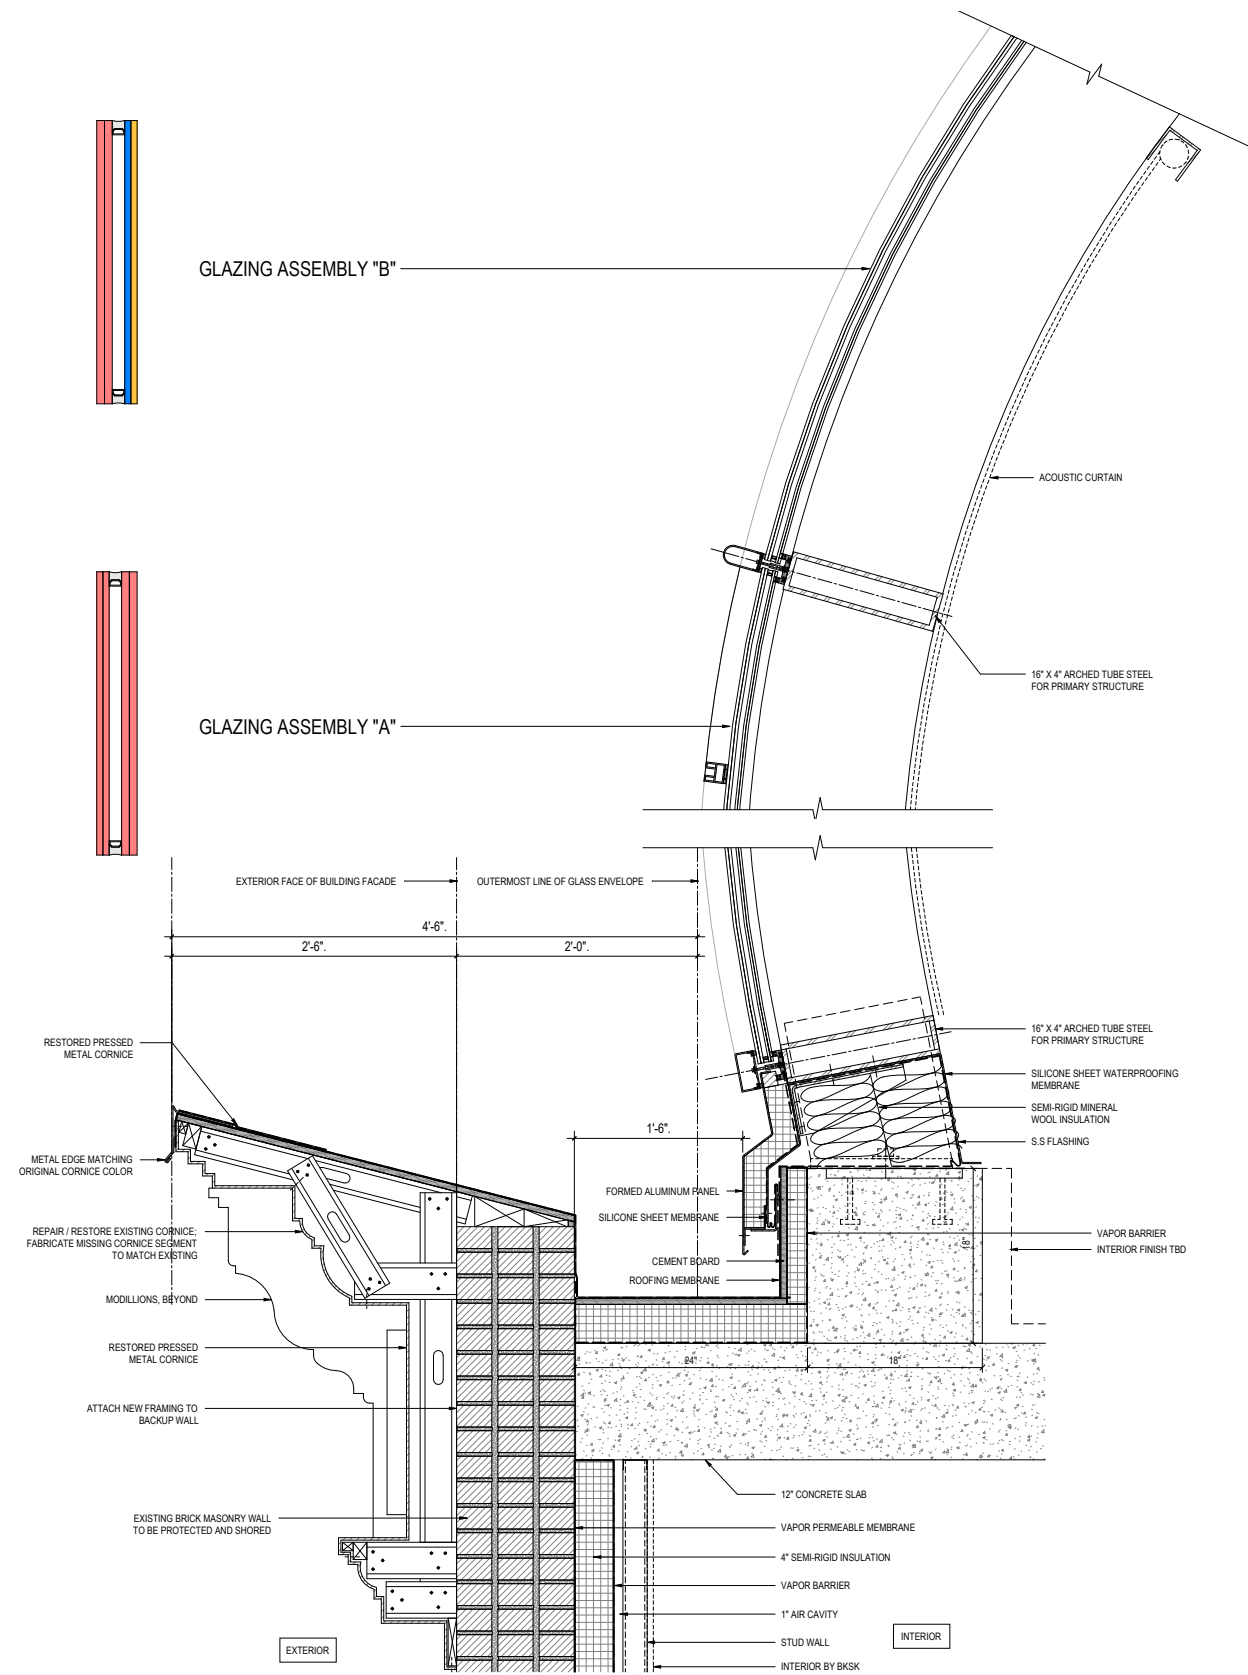 GLAZING ASSEMBLY "B"
ACOUSTIC CURTAIN
16" X 4" ARCHED TUBE STEEL
FOR PRIMARY STRUCTURE
GLAZING ASSEMBLY "A"
EXTERIOR FACE OF BUILDING FACADE
OUTERMOST LINE OF GLASS ENVELOPE
4'-6".
2'-6".
2'-0".
RESTORED PRESSED
METAL CORNICE
16" X 4" ARCHED TUBE STEEL
FOR PRIMARY STRUCTURE
SILICONE SHEET WATERPROOFING
MEMBRANE
SEMI-RIGID MINERAL
WOOL INSULATION
S.S FLASHING
1'-6".
METAL EDGE MATCHING
ORIGINAL CORNICE COLOR
FORMED ALUMINUM PANEL
SILICONE SHEET MEMBRANE
REPAIR / RESTORE EXISTING CORNICE;
FABRICATE MISSING CORNICE SEGMENT
TO MATCH EXISTING
VAPOR BARRIER
INTERIOR FINISH TBD
18"
CEMENT BOARD
ROOFING MEMBRANE
MODILLIONS, BEYOND
RESTORED PRESSED
METAL CORNICE
24"
18"
ATTACH NEW FRAMING TO
BACKUP WALL
12" CONCRETE SLAB
EXISTING BRICK MASONRY WALL
TO BE PROTECTED AND SHORED
VAPOR PERMEABLE MEMBRANE
4" SEMI-RIGID INSULATION
VAPOR BARRIER
1" AIR CAVITY
STUD WALL
INTERIOR BY BKSK
EXTERIOR
INTERIOR